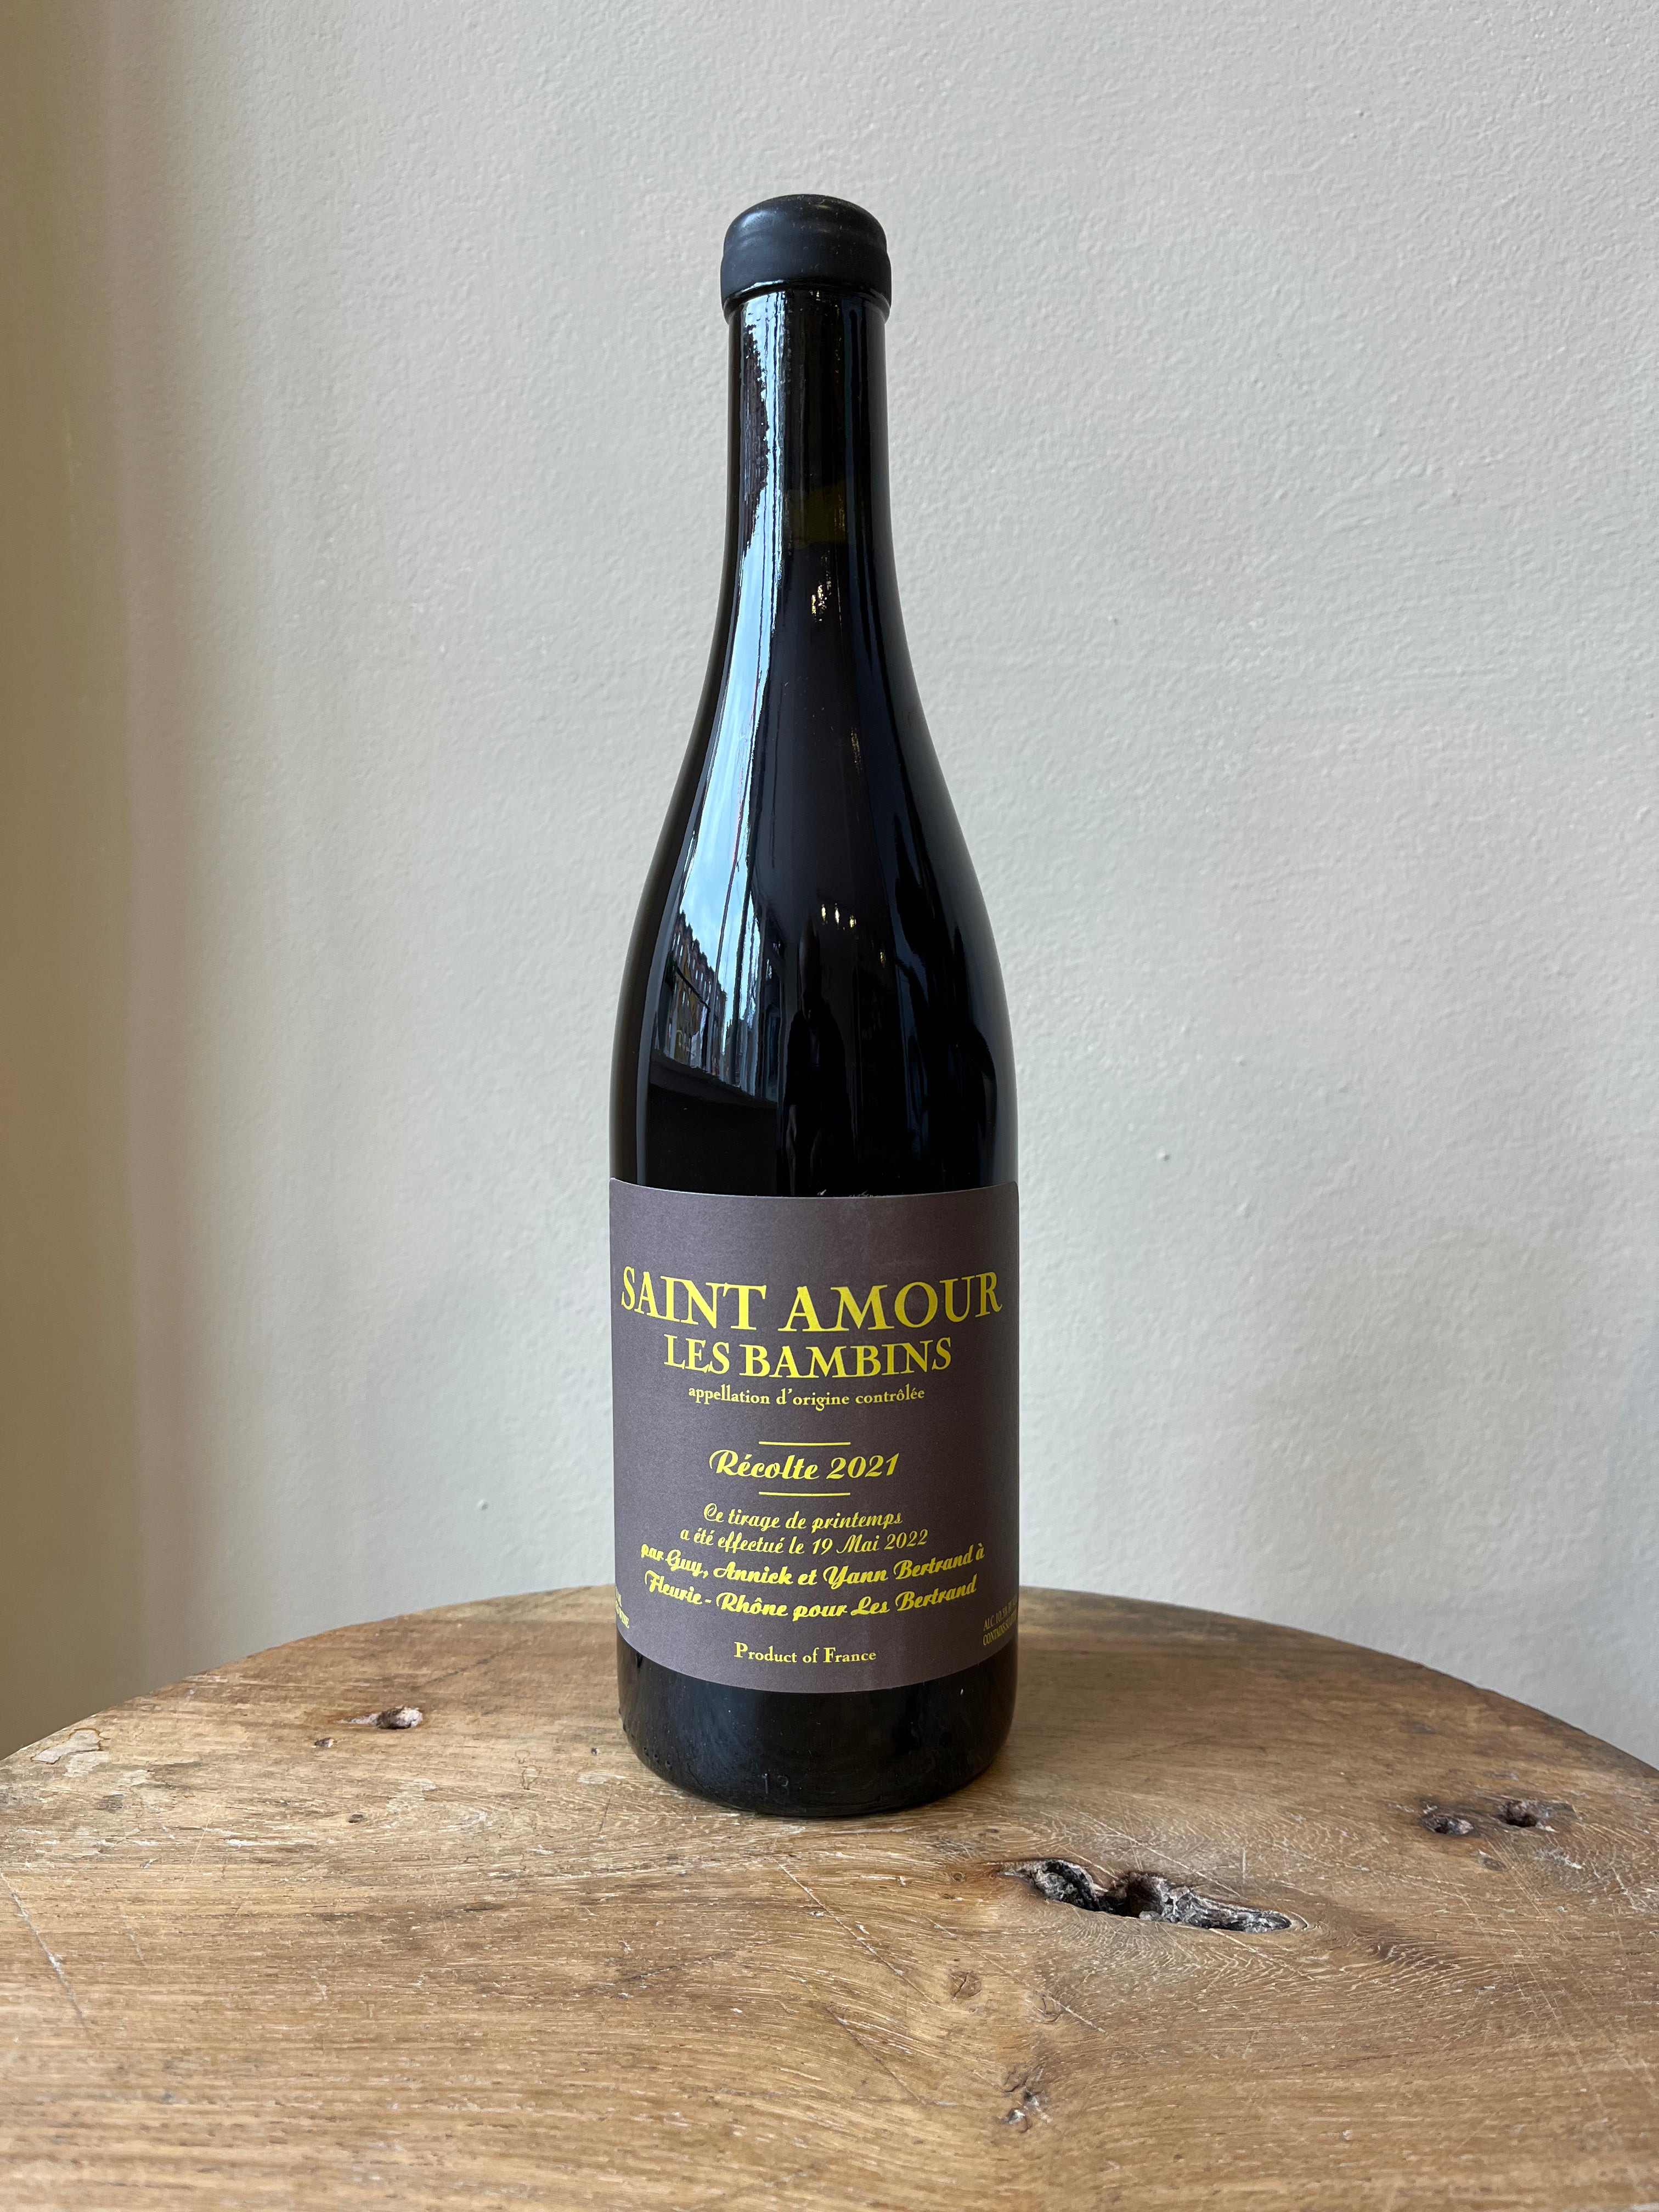 SAINT AMOUR
LES BAMBINS
appellation d'origine contrôlée
Récolte 2021
Ce tirage de printemps
a été effectué le 19 Mai 2022
par Guy, Annick et Yann Bertrand à
Fleurie - Rhône pour Les Bertrand
ALC.
Product of France